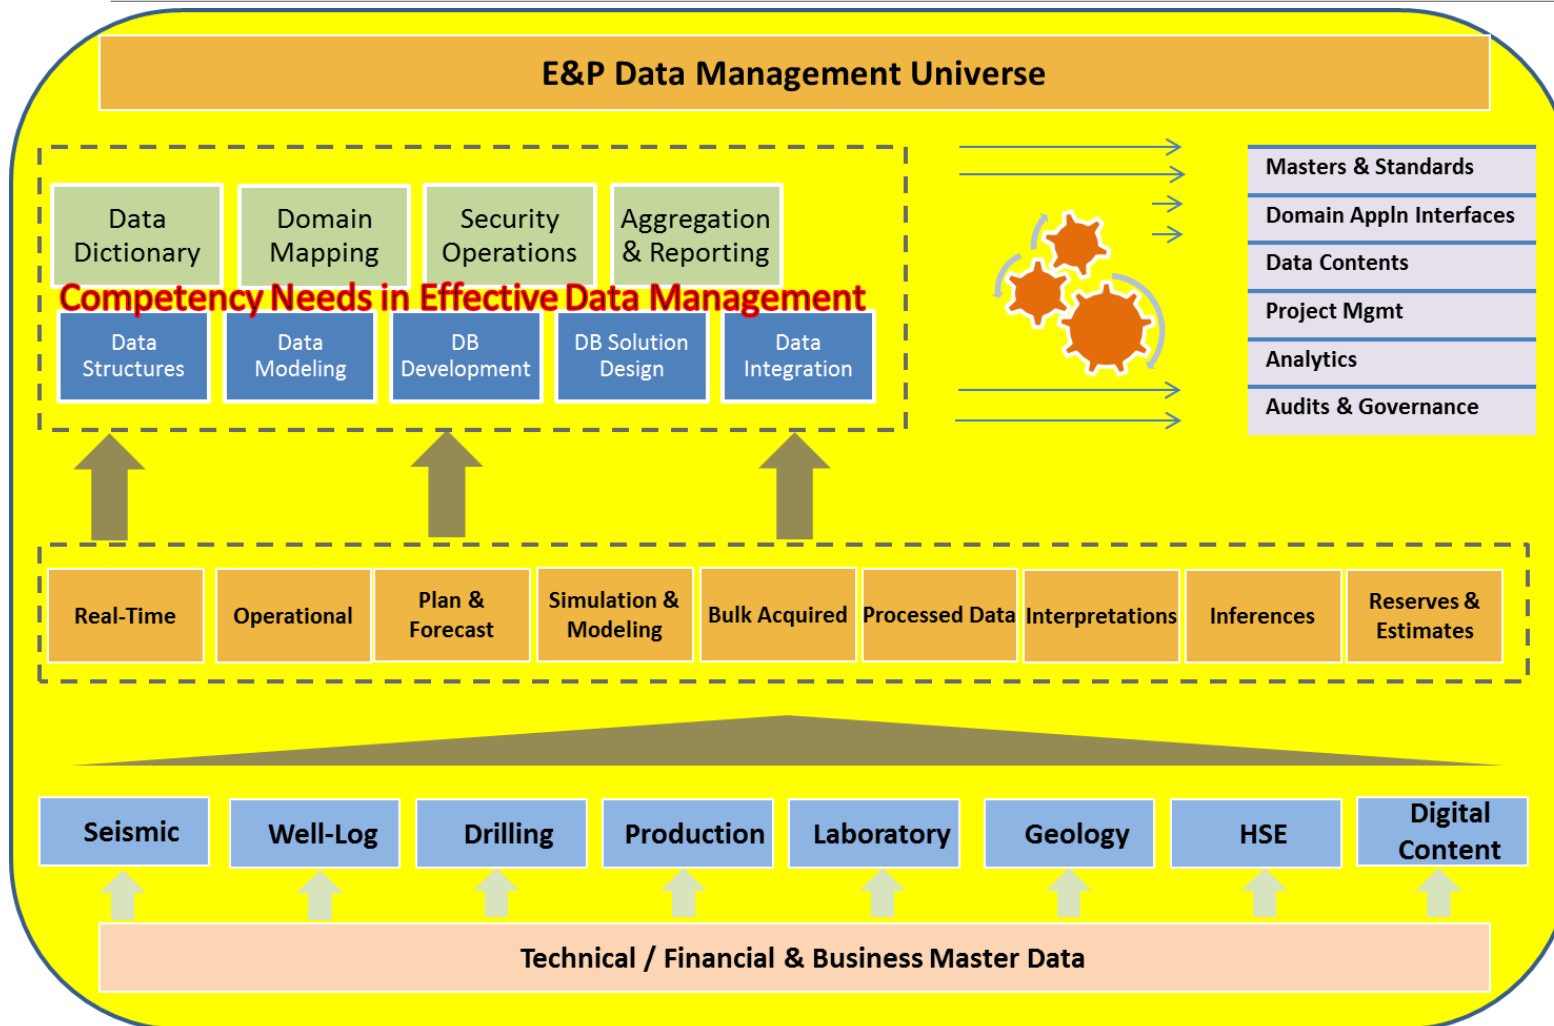 E&P Data Management Universe
Data
Dictionary
Domain
Mapping
Security
Operations
Aggregation
& Reporting
Competency Needs in Effective Data Management
Data
Structures
Data
Modeling
DB
Development
DB Solution
Design
Data
Integration
Masters & Standards
Domain Appln Interfaces
Data Contents
Project Mgmt
Analytics
Audits & Governance
Real-Time
Operational
Plan &
Forecast
Simulation &
Modeling
Bulk Acquired
Processed Data
Interpretations
Inferences
Reserves &
Estimates
Seismic
Well-Log
Drilling
Production
Laboratory
Geology
HSE
Digital
Content
Technical / Financial & Business Master Data